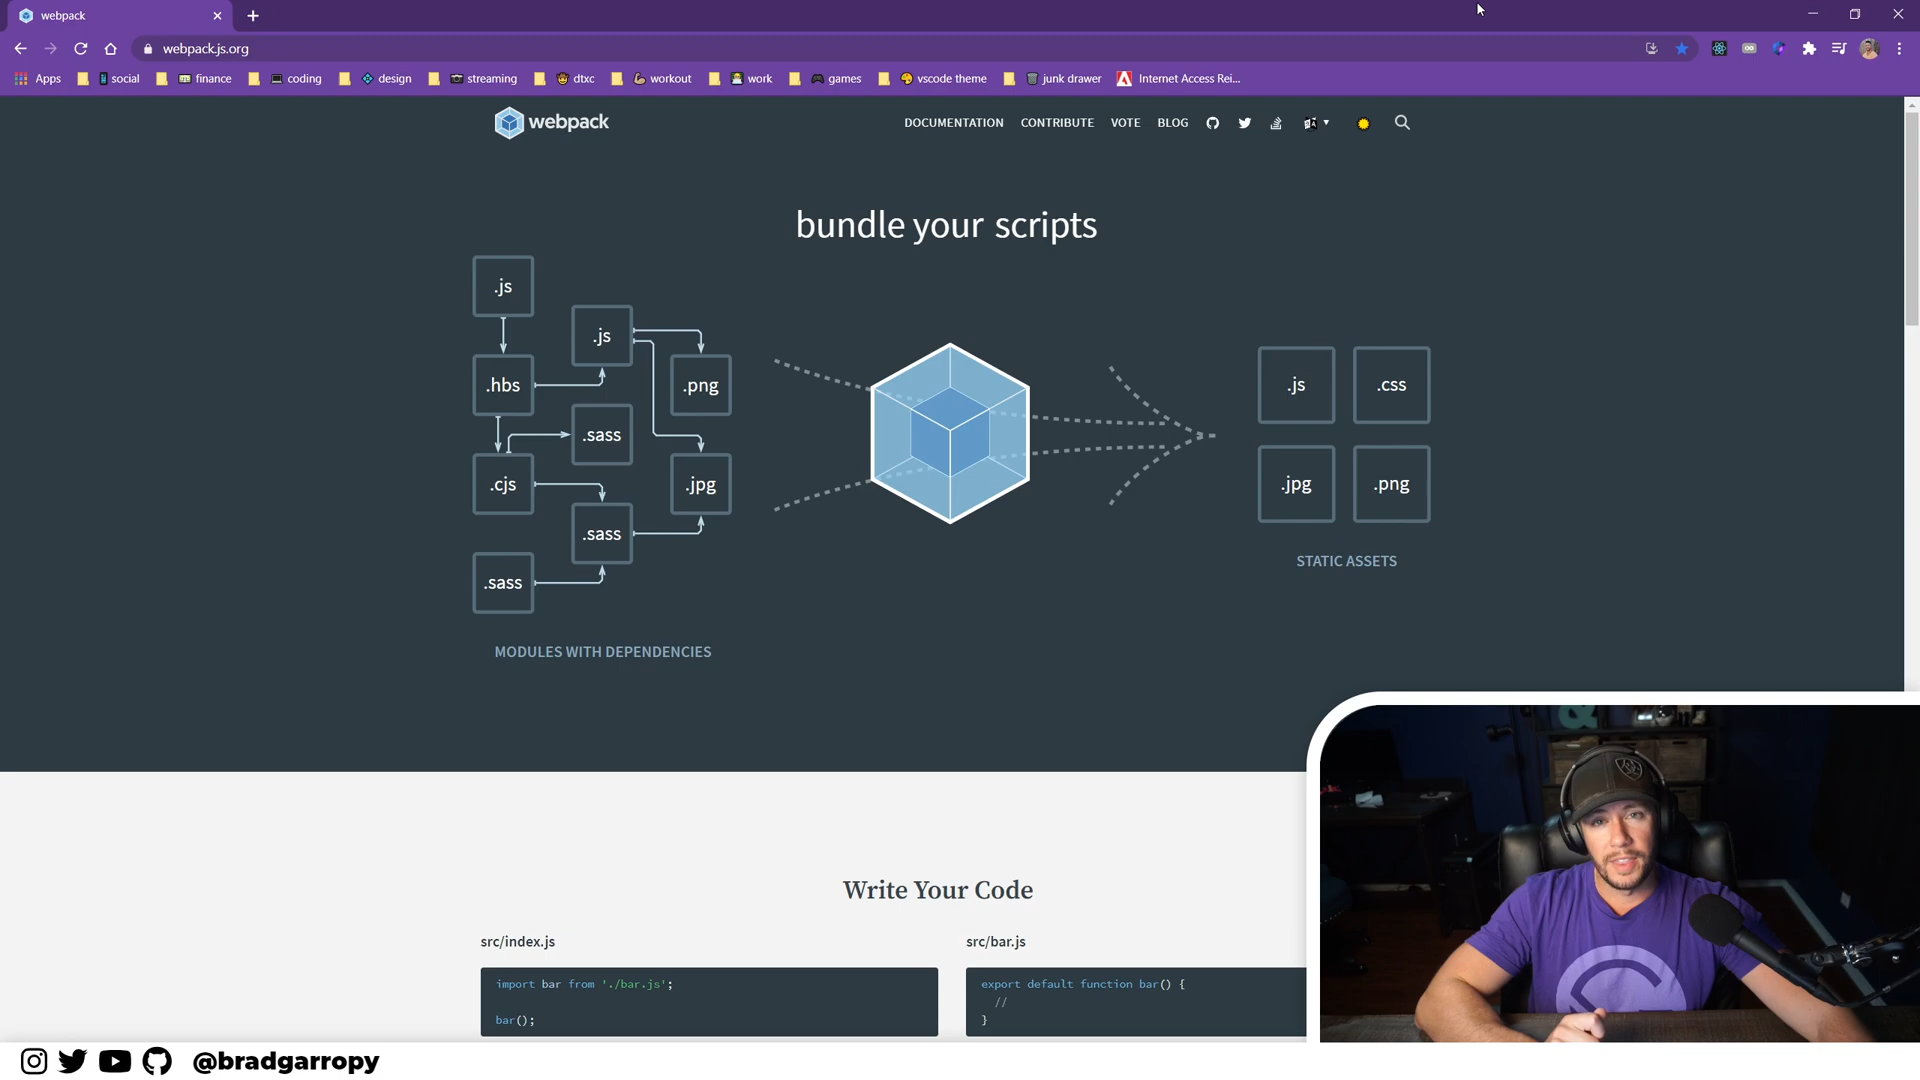 webpack
webpack.js.org
Apps social finance coding design streaming dtxc workout work games vscode theme junk drawer Internet Access Rei...
webpack DOCUMENTATION CONTRIBUTE VOTE BLOG
bundle your scripts
.js
.js
.hbs
.png
.sass
.cjs
.jpg
.sass
.sass
MODULES WITH DEPENDENCIES
.js .css
.jpg .png
STATIC ASSETS
Write Your Code
src/index.js
import bar from './bar.js';
bar();
src/bar.js
export default function bar() {
//
}
@bradgarropy